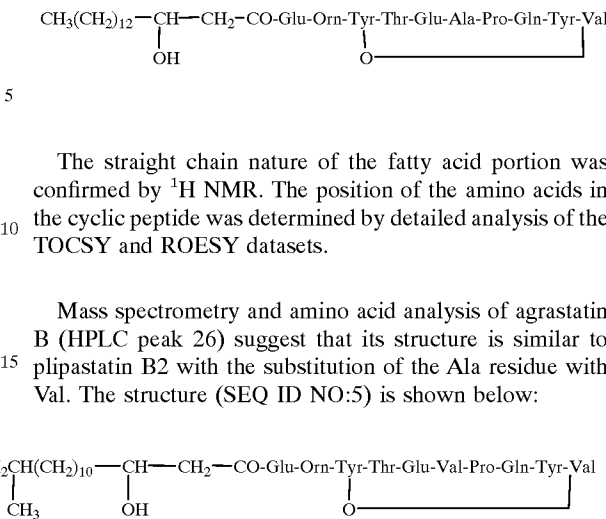 CH₃(CH₂)₁₂—CH—CH₂—CO-Glu-Orn-Tyr-Thr-Glu-Ala-Pro-Gln-Tyr-Val
OH O
5
The straight chain nature of the fatty acid portion was
confirmed by ¹H NMR. The position of the amino acids in
10 the cyclic peptide was determined by detailed analysis of the
TOCSY and ROESY datasets.
Mass spectrometry and amino acid analysis of agrastatin
B (HPLC peak 26) suggest that its structure is similar to
15 plipastatin B2 with the substitution of the Ala residue with
Val. The structure (SEQ ID NO:5) is shown below:
₂CH(CH₂)₁₀—CH—CH₂—CO-Glu-Orn-Tyr-Thr-Glu-Val-Pro-Gln-Tyr-Val
CH₃ OH O